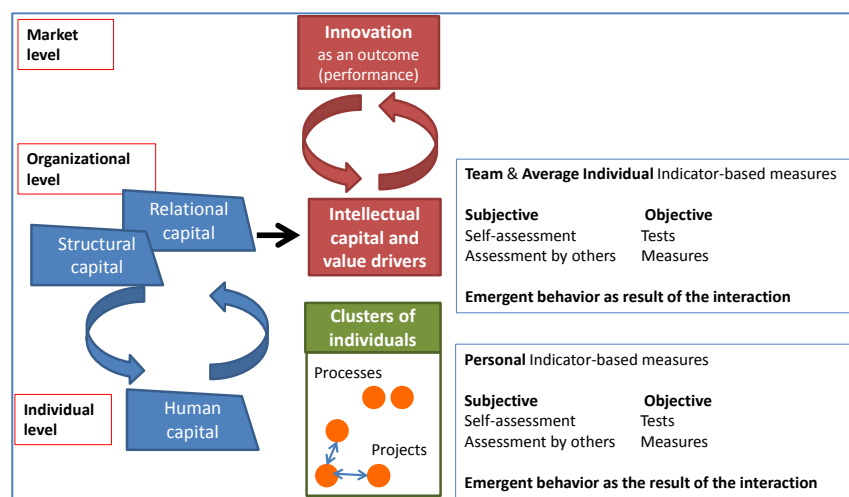 Market
level
Innovation
as an outcome
(performance)
Organizational
level
Relational
capital
Structural
capital
Intellectual
capital and
value drivers
Team & Average Individual Indicator-based measures
Subjective Objective
Self-assessment Tests
Assessment by others Measures
Emergent behavior as result of the interaction
Clusters of
individuals
Processes
Projects
Individual
level
Human
capital
Personal Indicator-based measures
Subjective Objective
Self-assessment Tests
Assessment by others Measures
Emergent behavior as the result of the interaction